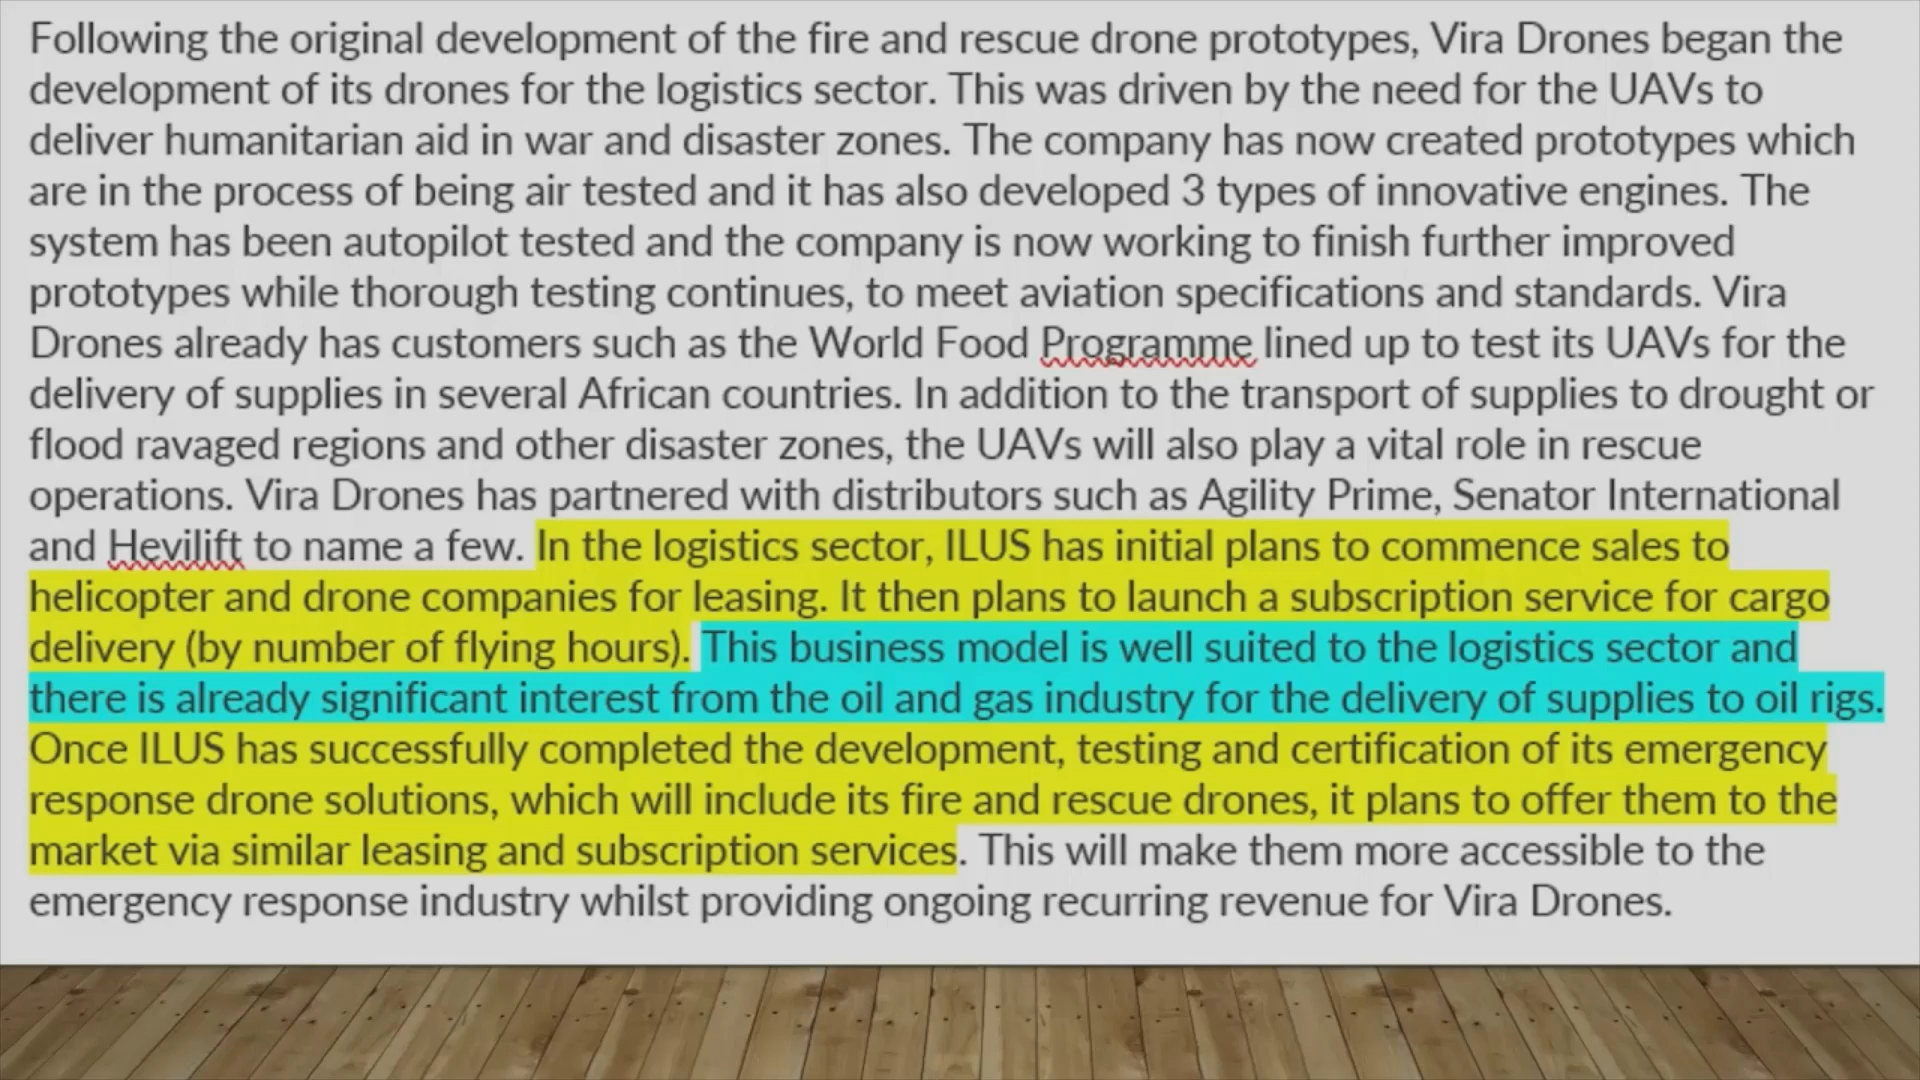 Following the original development of the fire and rescue drone prototypes, Vira Drones began the
development of its drones for the logistics sector. This was driven by the need for the UAVs to
deliver humanitarian aid in war and disaster zones. The company has now created prototypes which
are in the process of being air tested and it has also developed 3 types of innovative engines. The
system has been autopilot tested and the company is now working to finish further improved
prototypes while thorough testing continues, to meet aviation specifications and standards. Vira
Drones already has customers such as the World Food Programme lined up to test its UAVs for the
delivery of supplies in several African countries. In addition to the transport of supplies to drought or
flood ravaged regions and other disaster zones, the UAVs will also play a vital role in rescue
operations. Vira Drones has partnered with distributors such as Agility Prime, Senator International
and Hevilift to name a few. In the logistics sector, ILUS has initial plans to commence sales to
helicopter and drone companies for leasing. It then plans to launch a subscription service for cargo
delivery (by number of flying hours). This business model is well suited to the logistics sector and
there is already significant interest from the oil and gas industry for the delivery of supplies to oil rigs.
Once ILUS has successfully completed the development, testing and certification of its emergency
response drone solutions, which will include its fire and rescue drones, it plans to offer them to the
market via similar leasing and subscription services. This will make them more accessible to the
emergency response industry whilst providing ongoing recurring revenue for Vira Drones.